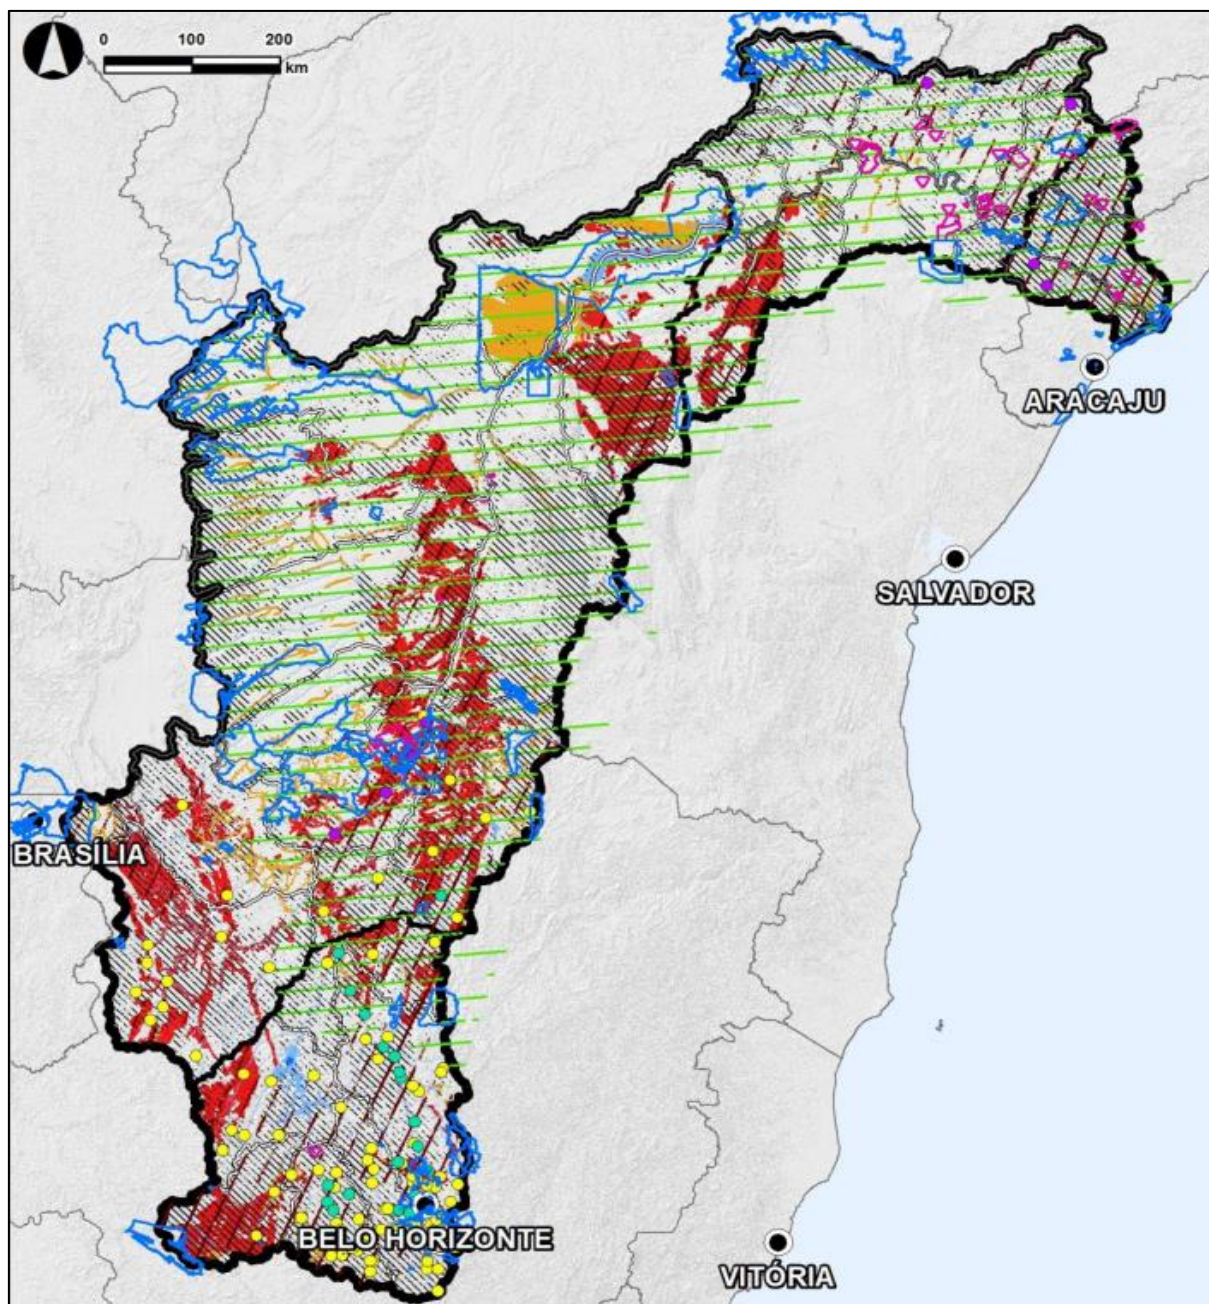 0 100 200
km
ARACAJU
SALVADOR
BRASÍLIA
BELO HORIZONTE
VITÓRIA